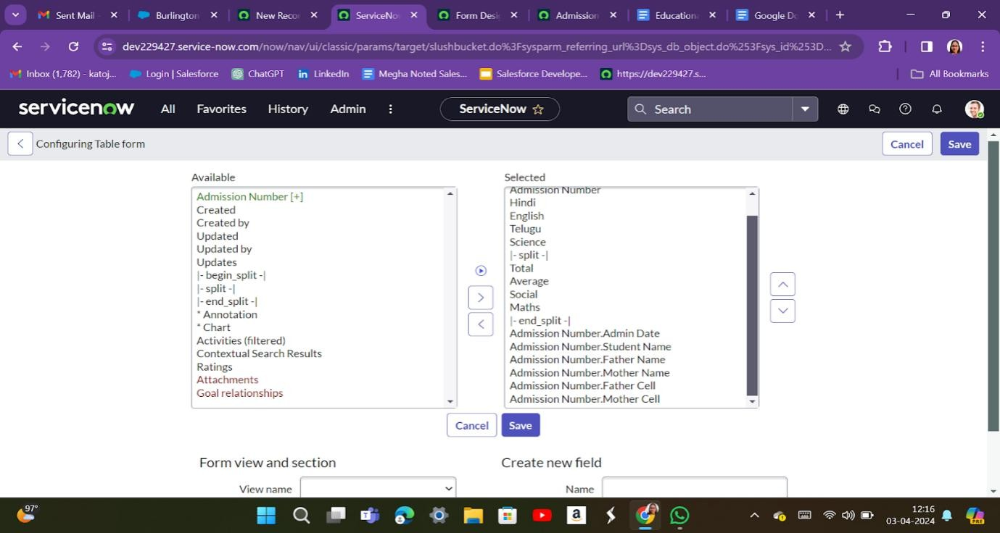 Sent Mail
Burlington
New Recor
ServiceNo
Form Desi
Admission
Education
Google Do
dev229427.service-now.com/now/nav/ui/classic/params/target/slushbucket.do%3Fsysparm_referring_url%3Dsys_db_object.do%253Fsys_id%253D...
Inbox (1,782) - katoj...
Login | Salesforce
ChatGPT
LinkedIn
Megha Noted Sales...
Salesforce Develope...
https://dev229427.s...
All Bookmarks
servicenow
All
Favorites
History
Admin
ServiceNow
Search
Configuring Table form
Cancel
Save
Available
Admission Number [+]
Created
Created by
Updated
Updated by
Updates
|- begin_split -|
|- split -|
|- end_split -|
* Annotation
* Chart
Activities (filtered)
Contextual Search Results
Ratings
Attachments
Goal relationships
Selected
Admission Number
Hindi
English
Telugu
Science
|- split -|
Total
Average
Social
Maths
|- end_split -|
Admission Number.Admin Date
Admission Number.Student Name
Admission Number.Father Name
Admission Number.Mother Name
Admission Number.Father Cell
Admission Number.Mother Cell
Cancel
Save
Form view and section
View name
Create new field
Name
97°
12:16
03-04-2024
PRE